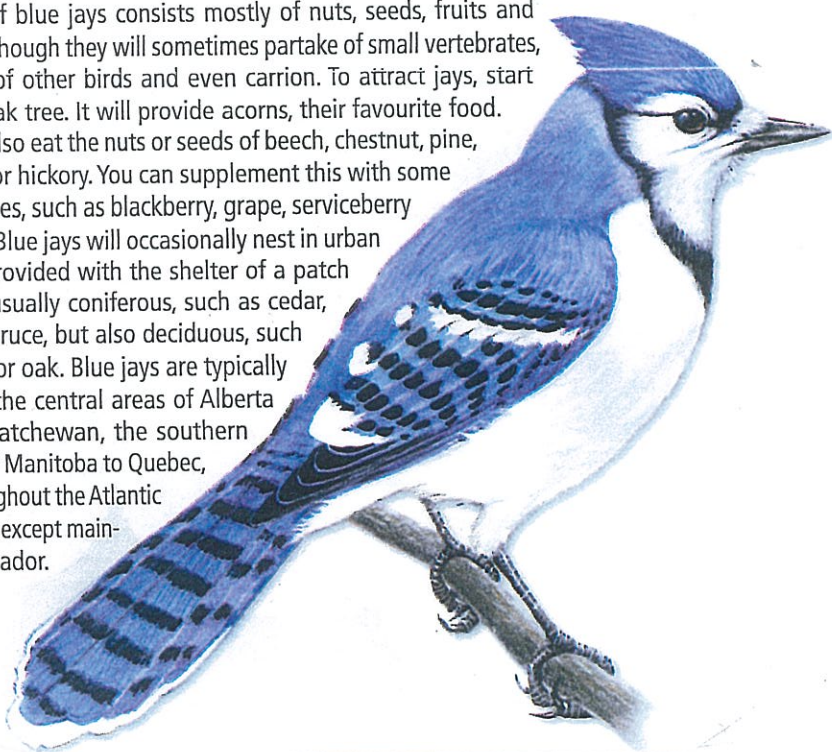 f blue jays consists mostly of nuts, seeds, fruits and
hough they will sometimes partake of small vertebrates,
of other birds and even carrion. To attract jays, start
ak tree. It will provide acorns, their favourite food.
lso eat the nuts or seeds of beech, chestnut, pine,
or hickory. You can supplement this with some
es, such as blackberry, grape, serviceberry
Blue jays will occasionally nest in urban
rovided with the shelter of a patch
usually coniferous, such as cedar,
ruce, but also deciduous, such
or oak. Blue jays are typically
the central areas of Alberta
atchewan, the southern
Manitoba to Quebec,
ghout the Atlantic
except main-
ador.